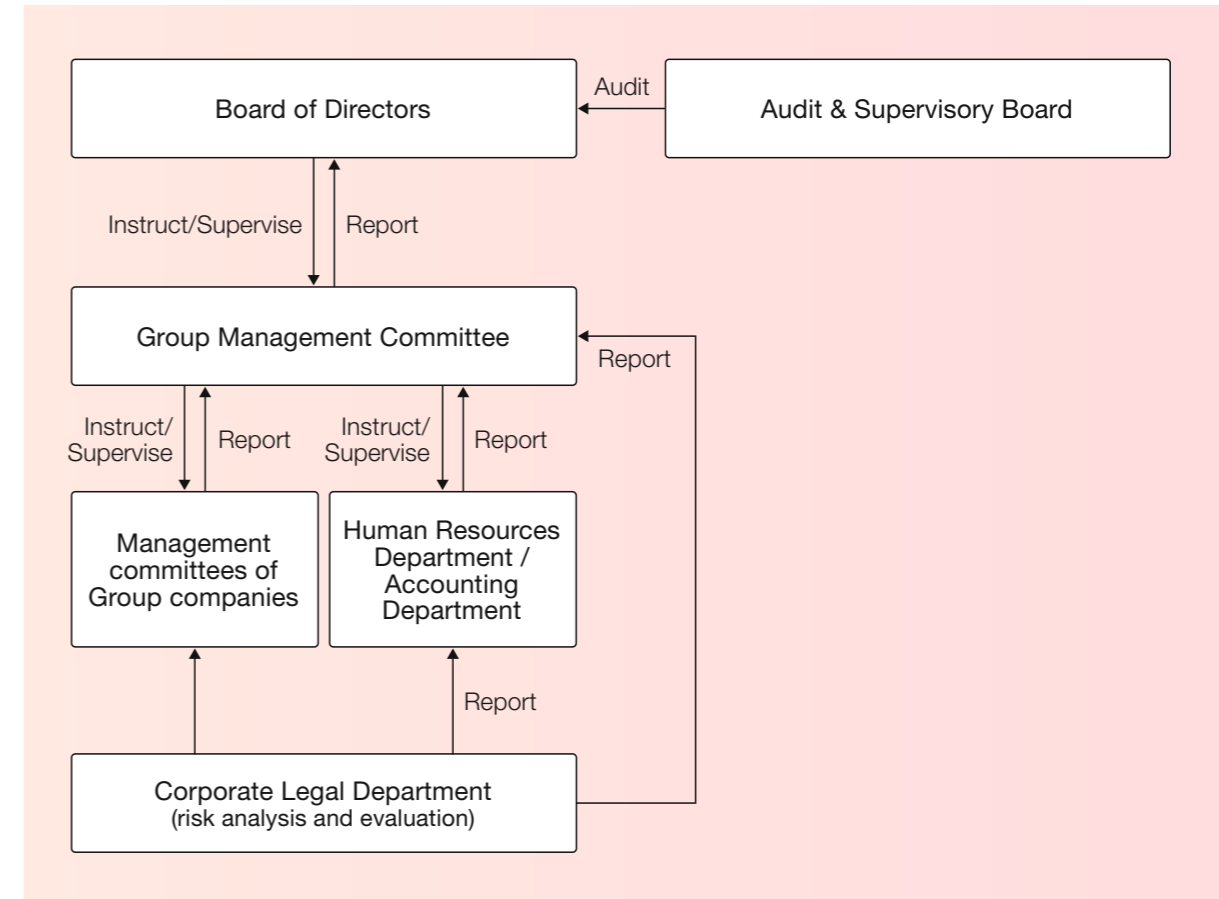 Board of Directors
Audit
Audit & Supervisory Board
Instruct/Supervise
Report
Group Management Committee
Report
Instruct/
Supervise
Report
Instruct/
Supervise
Report
Management
committees of
Group companies
Human Resources
Department /
Accounting
Department
Report
Corporate Legal Department
(risk analysis and evaluation)